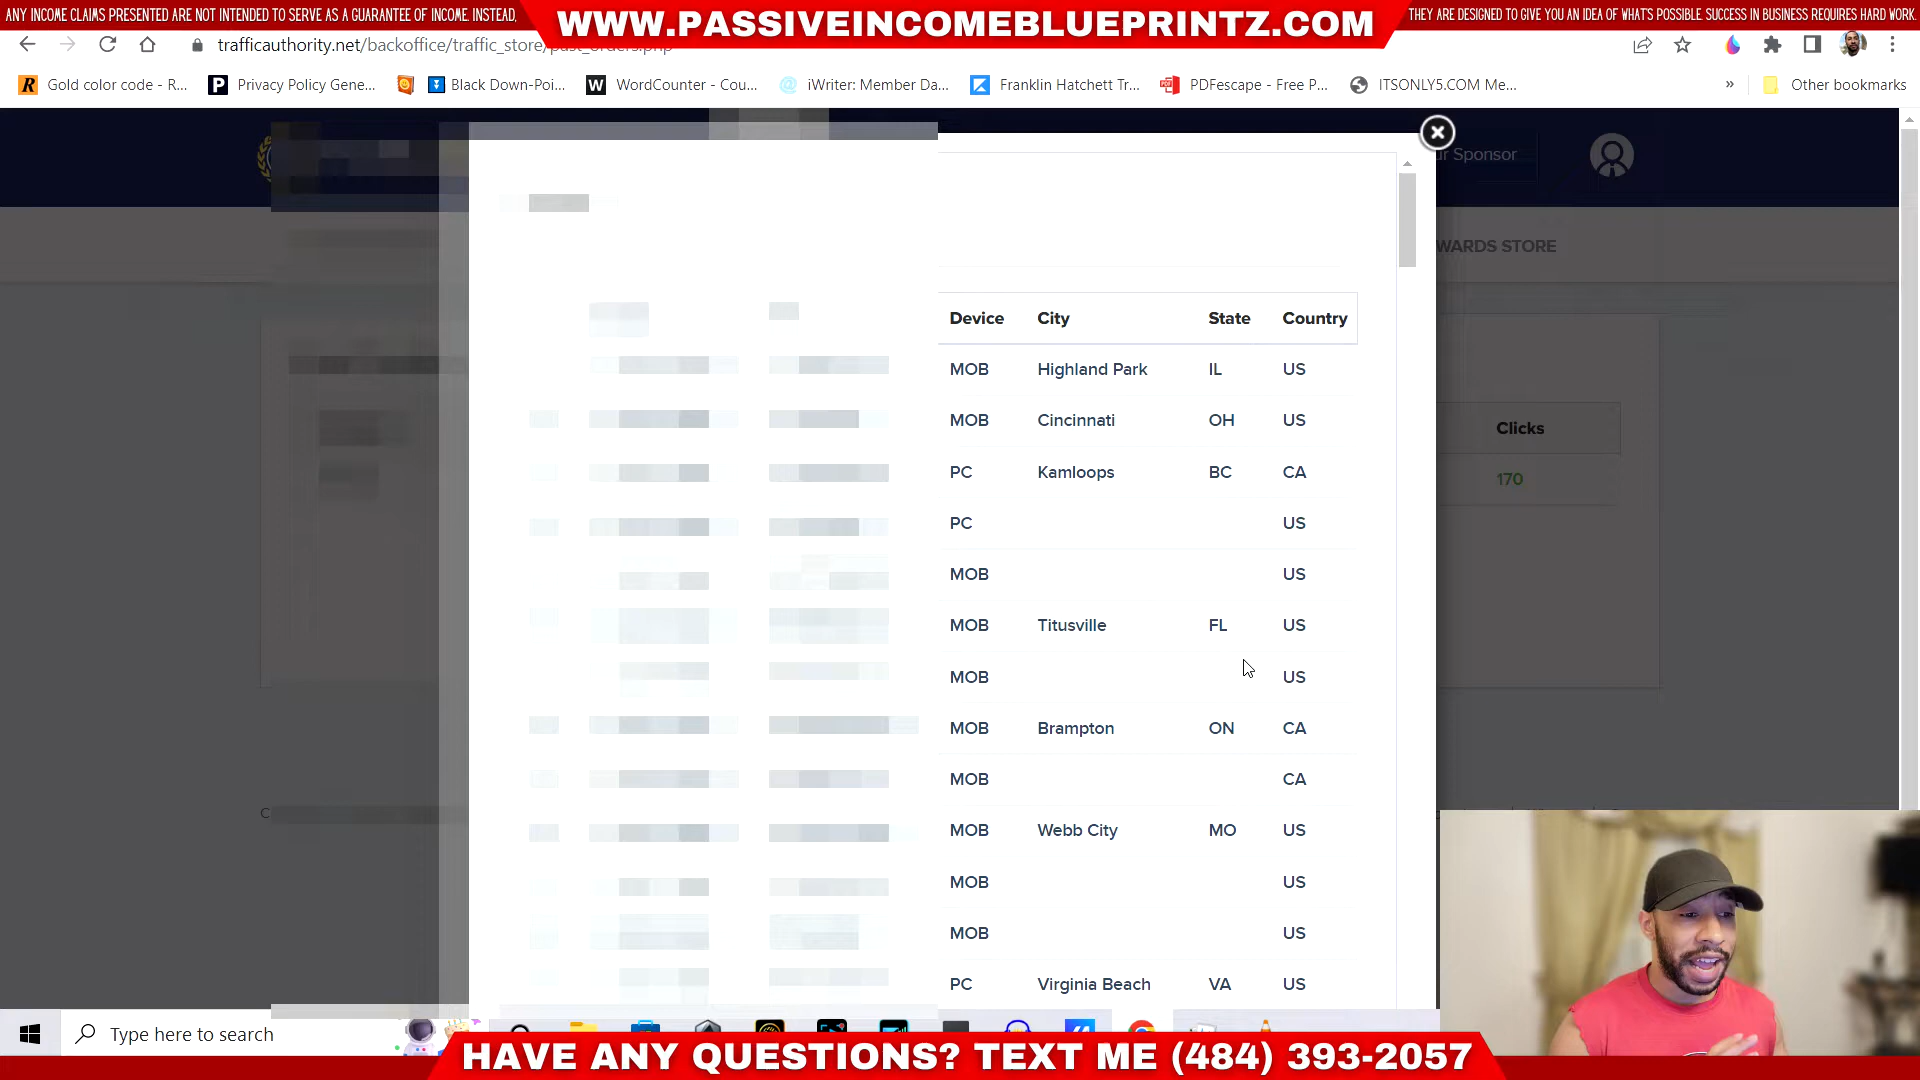 ANY INCOME CLAIMS PRESENTED ARE NOT INTENDED TO SERVE AS A GUARANTEE OF INCOME. INSTEAD,
WWW.PASSIVEINCOMEBLUEPRINTZ.COM
THEY ARE DESIGNED TO GIVE YOU AN IDEA OF WHAT'S POSSIBLE. SUCCESS IN BUSINESS REQUIRES HARD WORK.
trafficauthority.net/backoffice/traffic_store/past_orders.php
Gold color code - R... Privacy Policy Gene... Black Down-Poi... WordCounter - Cou... iWriter: Member Da... Franklin Hatchett Tr... PDFescape - Free P... ITSONLY5.COM Me... » Other bookmarks
ur Sponsor
WARDS STORE
Device City State Country
MOB Highland Park IL US
MOB Cincinnati OH US
Clicks
PC Kamloops BC CA
170
PC US
MOB US
MOB Titusville FL US
MOB US
MOB Brampton ON CA
MOB CA
MOB Webb City MO US
MOB US
MOB US
PC Virginia Beach VA US
Type here to search
HAVE ANY QUESTIONS? TEXT ME (484) 393-2057